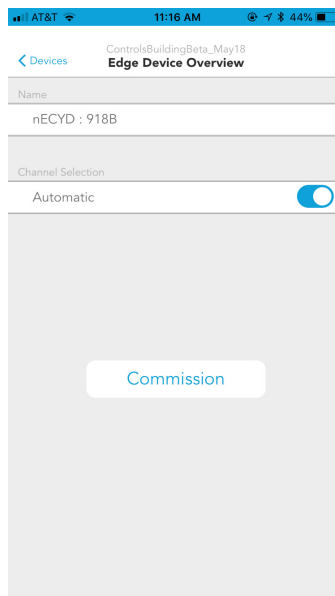 AT&T 11:16 AM 44%
ControlsBuildingBeta_May18
Devices Edge Device Overview
Name
nECYD : 918B
Channel Selection
Automatic
Commission